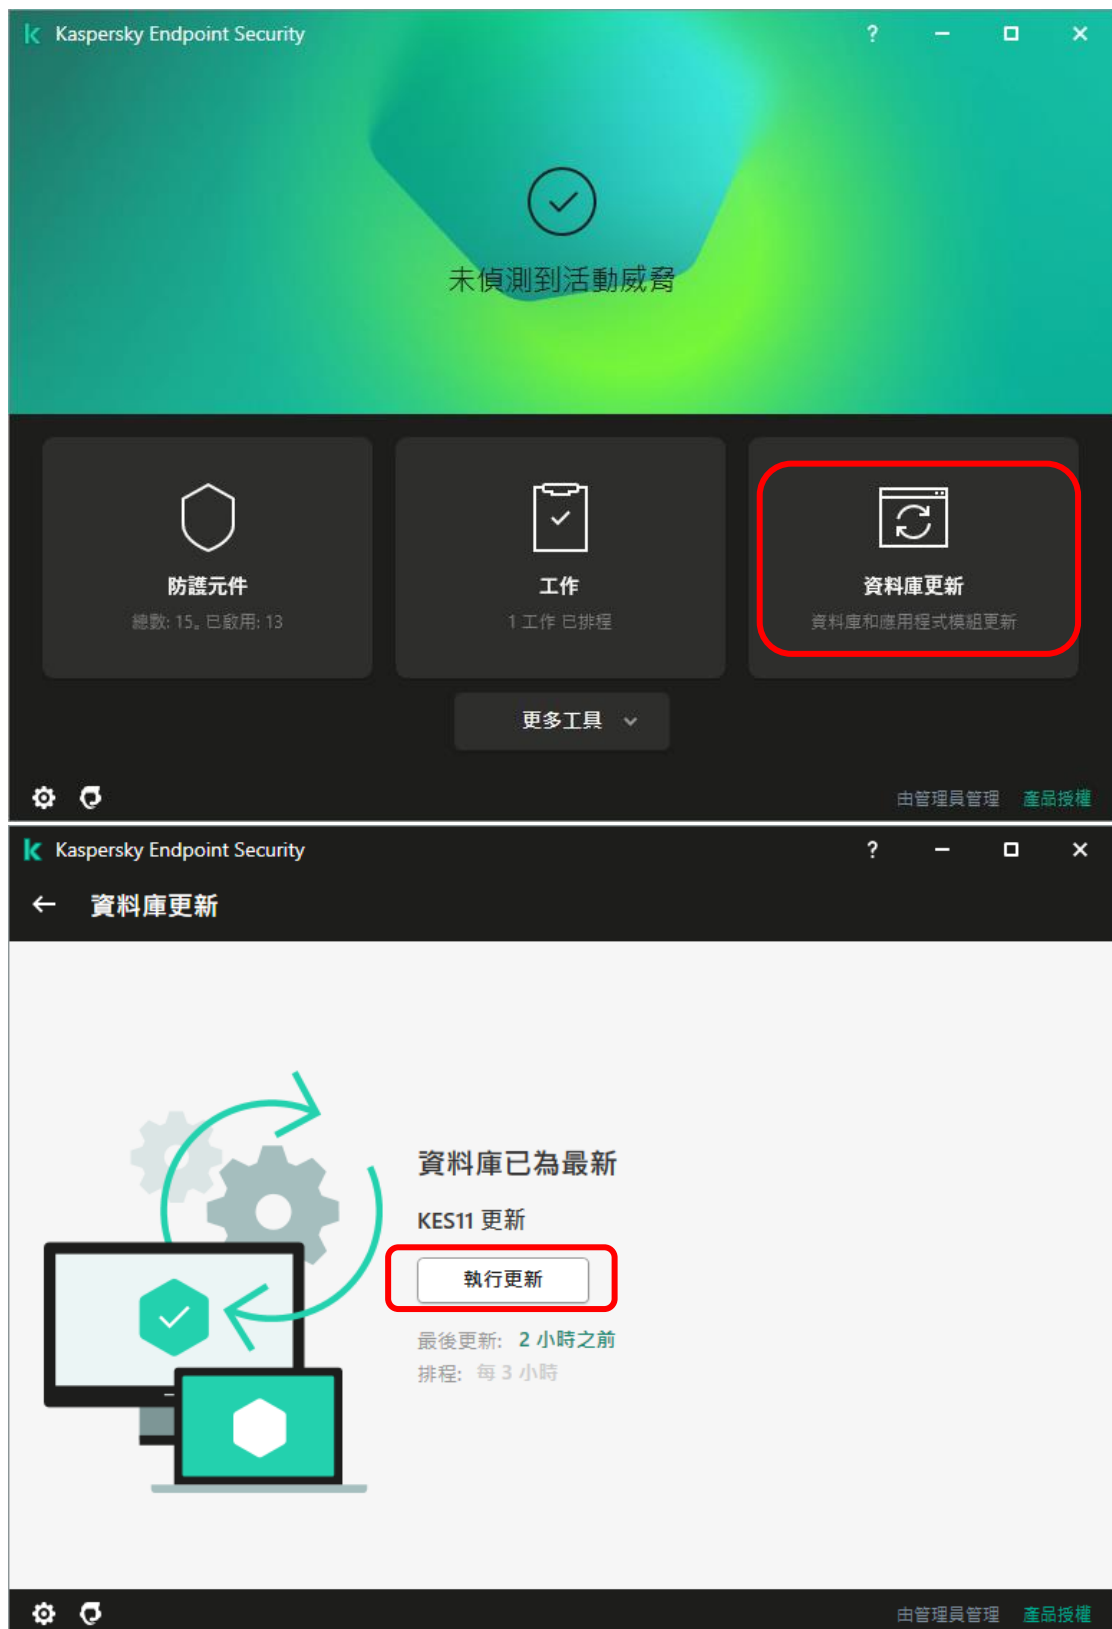 Kaspersky Endpoint Security
未偵測到活動威脅
防護元件
總數: 15。已啟用: 13
工作
1 工作 已排程
資料庫更新
資料庫和應用程式模組更新
更多工具
由管理員管理 產品授權
Kaspersky Endpoint Security
資料庫更新
資料庫已為最新
KES11 更新
執行更新
最後更新: 2 小時之前
排程: 每 3 小時
由管理員管理 產品授權